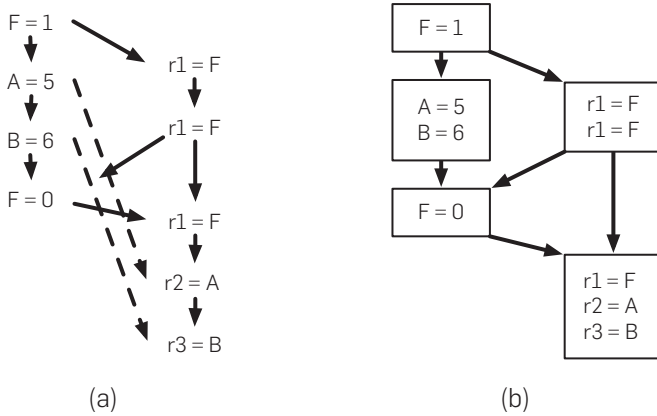 F = 1
r1 = F
A = 5
r1 = F
B = 6
F = 0
r1 = F
r2 = A
r3 = B
(a)
F = 1
A = 5
B = 6
r1 = F
r1 = F
F = 0
r1 = F
r2 = A
r3 = B
(b)